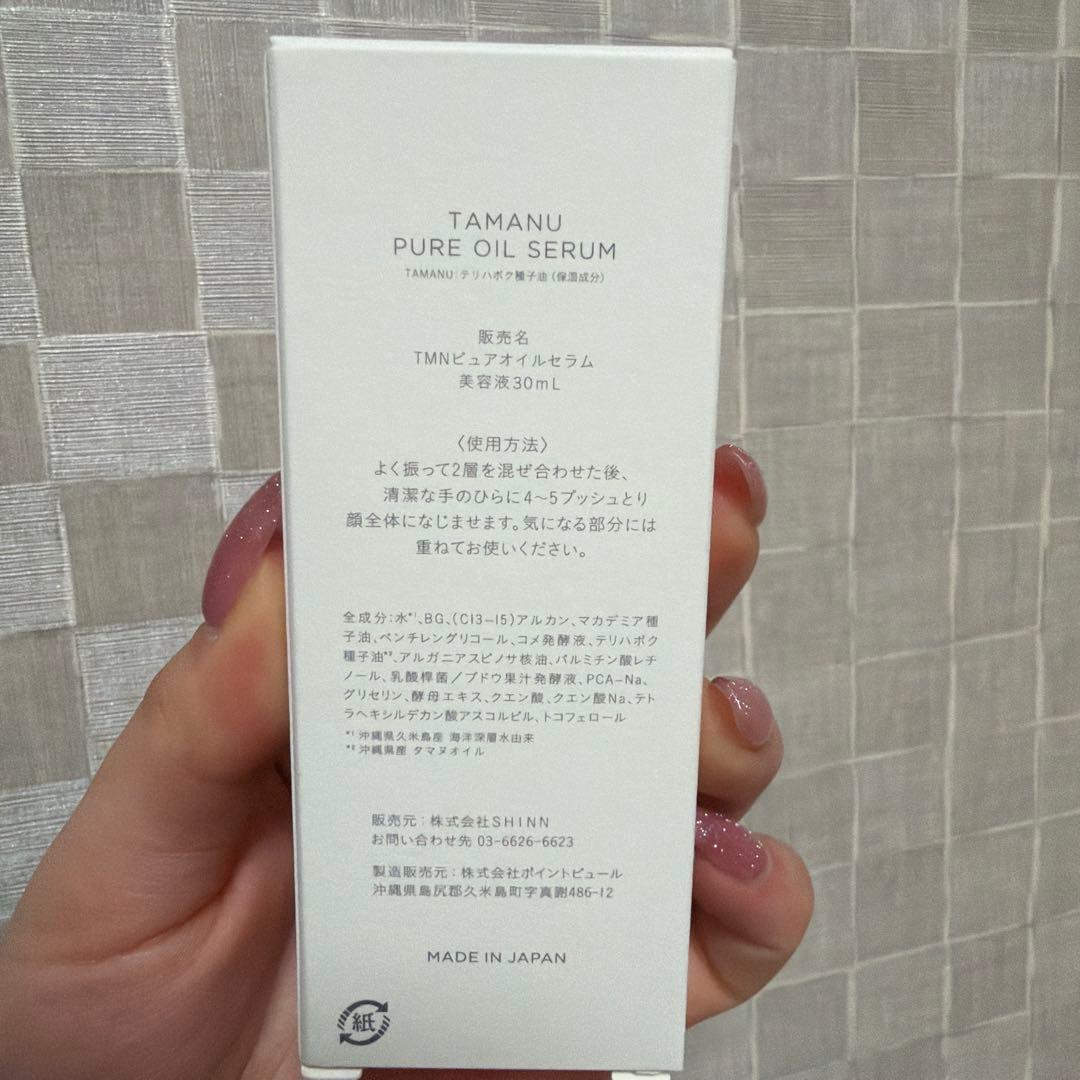 TAMANU
PURE OIL SERUM
TAMANU:テリハボク種子油(保湿成分)
販売名
TMNピュアオイルセラム
美容液30mL
〈使用方法〉
よく振って2層を混ぜ合わせた後、
清潔な手のひらに4〜5プッシュとり
顔全体になじませます。気になる部分には
重ねてお使いください。
全成分:水*¹、BG、(C13-15)アルカン、マカデミア種
子油、ペンチレングリコール、コメ発酵液、テリハボク
種子油*²、アルガニアスピノサ核油、パルミチン酸レチ
ノール、乳酸桿菌/ブドウ果汁発酵液、PCA-Na、
グリセリン、酵母エキス、クエン酸、クエン酸Na、テト
ラヘキシルデカン酸アスコルビル、トコフェロール
*¹ 沖縄県久米島産 海洋深層水由来
*² 沖縄県産 タマヌオイル
販売元:株式会社SHINN
お問い合わせ先 03-6626-6623
製造販売元:株式会社ポイントピュール
沖縄県島尻郡久米島町字真謝486-12
MADE IN JAPAN
紙